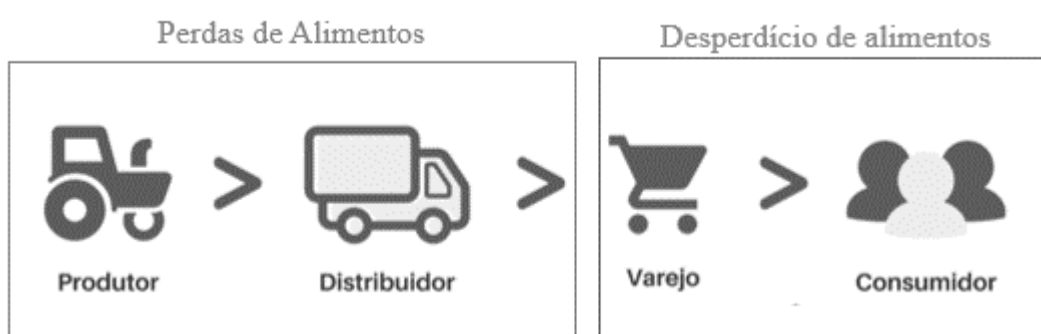 Perdas de Alimentos
Desperdício de alimentos
Produtor
Distribuidor
Varejo
Consumidor